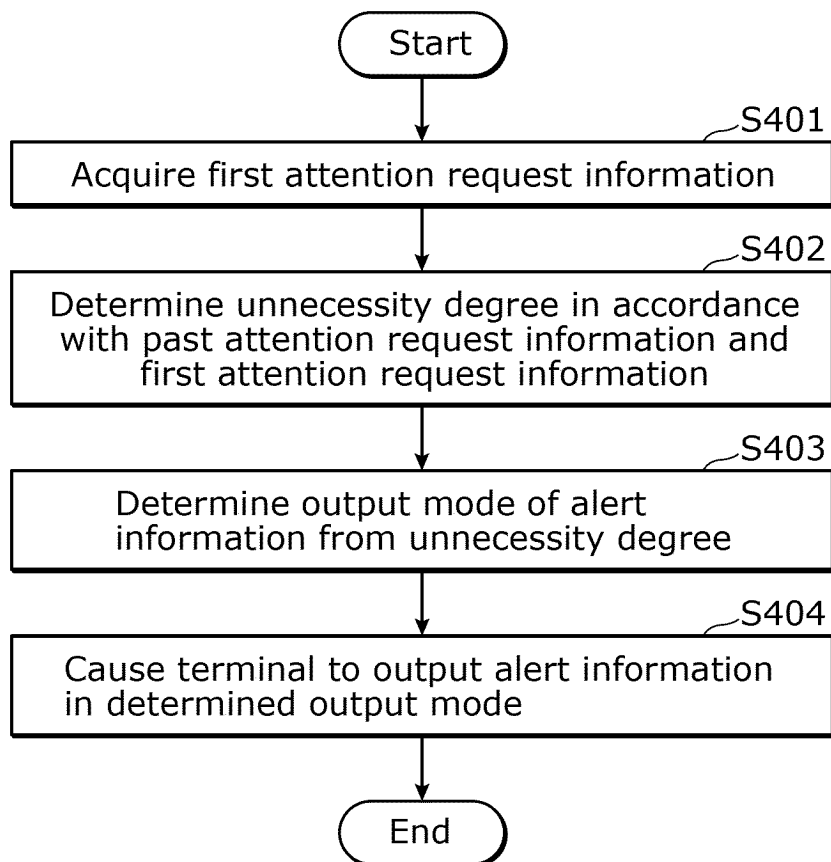 Start
S401
Acquire first attention request information
S402
Determine unnecessity degree in accordance
with past attention request information and
first attention request information
S403
Determine output mode of alert
information from unnecessity degree
S404
Cause terminal to output alert information
in determined output mode
End